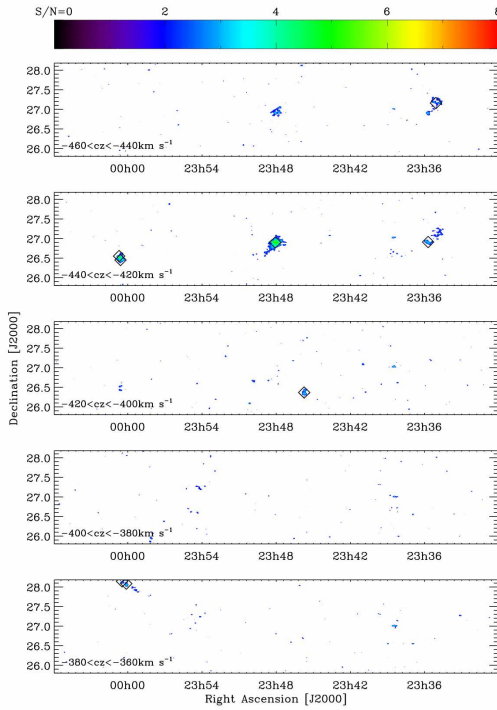 S/N=0 2 4 6 8
28.0
27.5
27.0
26.5
26.0
−460<cz<−440km s⁻¹
00h00 23h54 23h48 23h42 23h36
28.0
27.5
27.0
26.5
26.0
−440<cz<−420km s⁻¹
00h00 23h54 23h48 23h42 23h36
Declination [J2000]
28.0
27.5
27.0
26.5
26.0
−420<cz<−400km s⁻¹
00h00 23h54 23h48 23h42 23h36
28.0
27.5
27.0
26.5
26.0
−400<cz<−380km s⁻¹
00h00 23h54 23h48 23h42 23h36
28.0
27.5
27.0
26.5
26.0
−380<cz<−360km s⁻¹
00h00 23h54 23h48 23h42 23h36
Right Ascension [J2000]